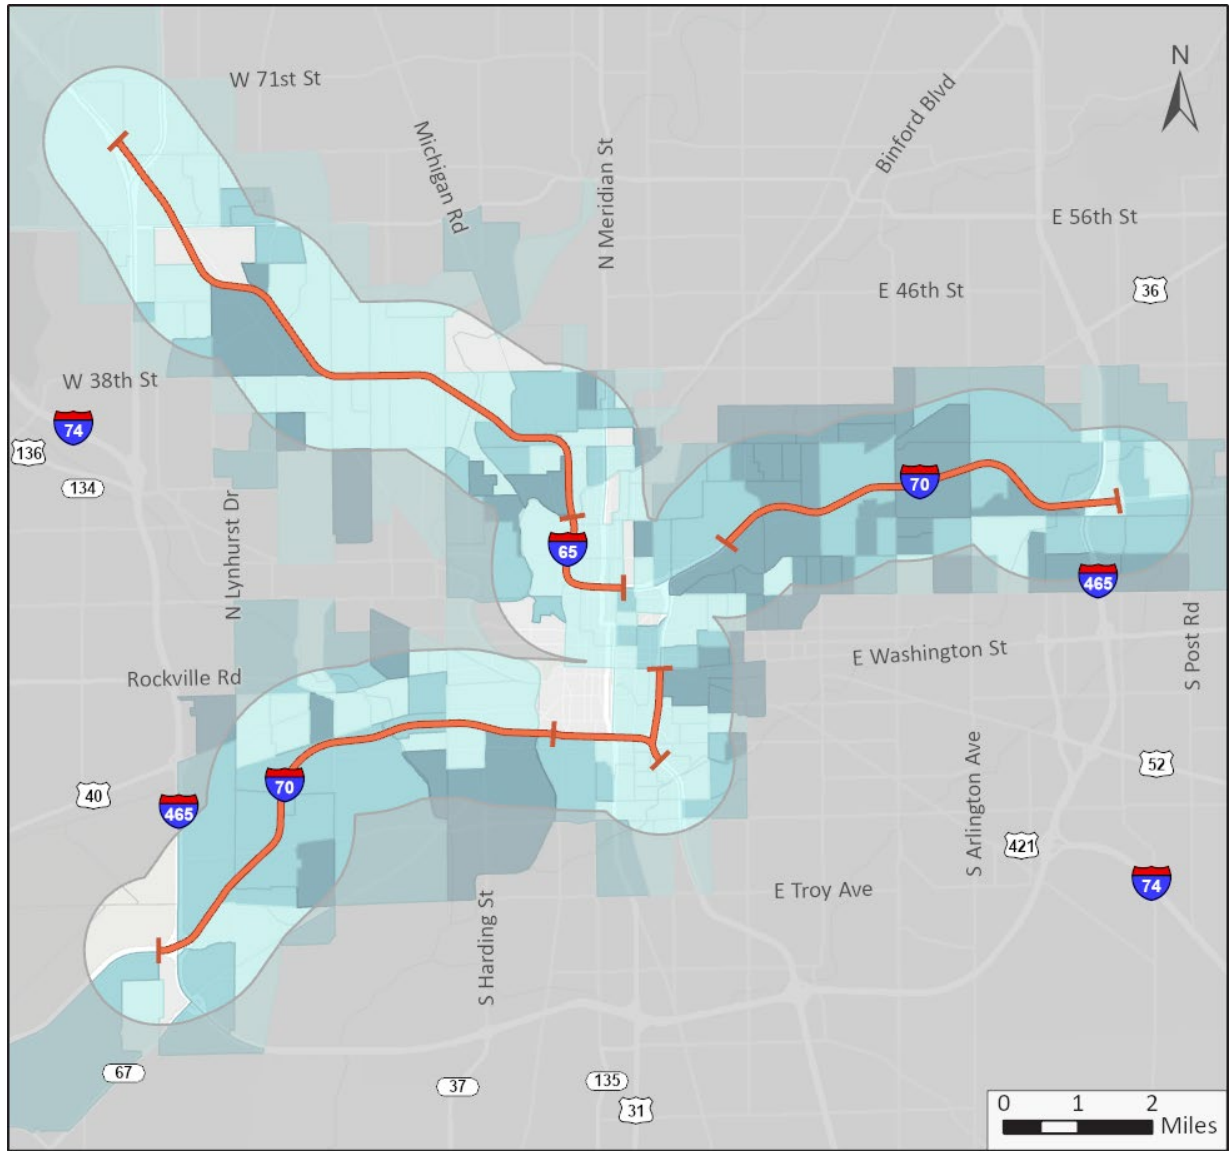 N
W 71st St
Michigan Rd
N Meridian St
Binford Blvd
E 56th St
36
E 46th St
W 38th St
74
136
134
N Lynhurst Dr
70
65
465
E Washington St
S Post Rd
Rockville Rd
40
465
70
52
S Arlington Ave
421
74
E Troy Ave
S Harding St
67
37
135
31
0 1 2
Miles